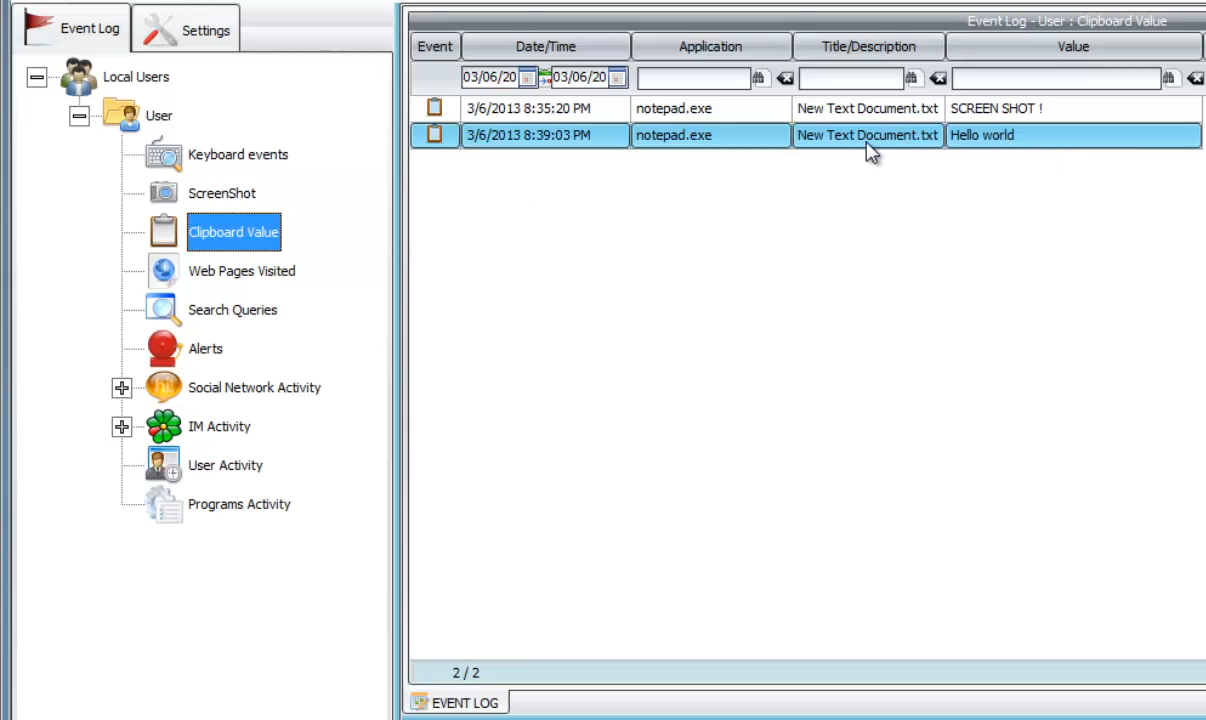 Event Log
Settings
Local Users
User
Keyboard events
ScreenShot
Clipboard Value
Web Pages Visited
Search Queries
Alerts
Social Network Activity
IM Activity
User Activity
Programs Activity
Event Log - User : Clipboard Value
Event Date/Time Application Title/Description Value
03/06/20 03/06/20
3/6/2013 8:35:20 PM notepad.exe New Text Document.txt SCREEN SHOT !
3/6/2013 8:39:03 PM notepad.exe New Text Document.txt Hello world
2 / 2
EVENT LOG